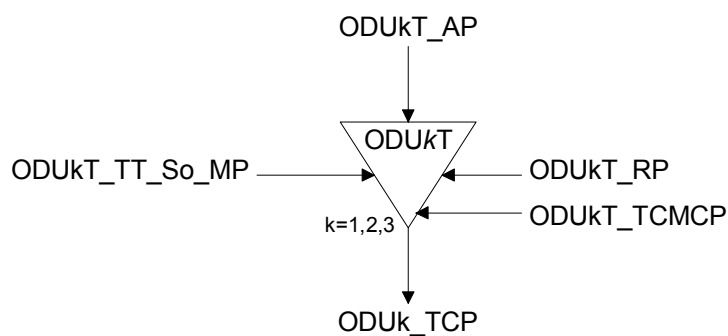 ODUkT_AP
ODUkT
ODUkT_TT_So_MP
ODUkT_RP
ODUkT_TCMCP
k=1,2,3
ODUk_TCP